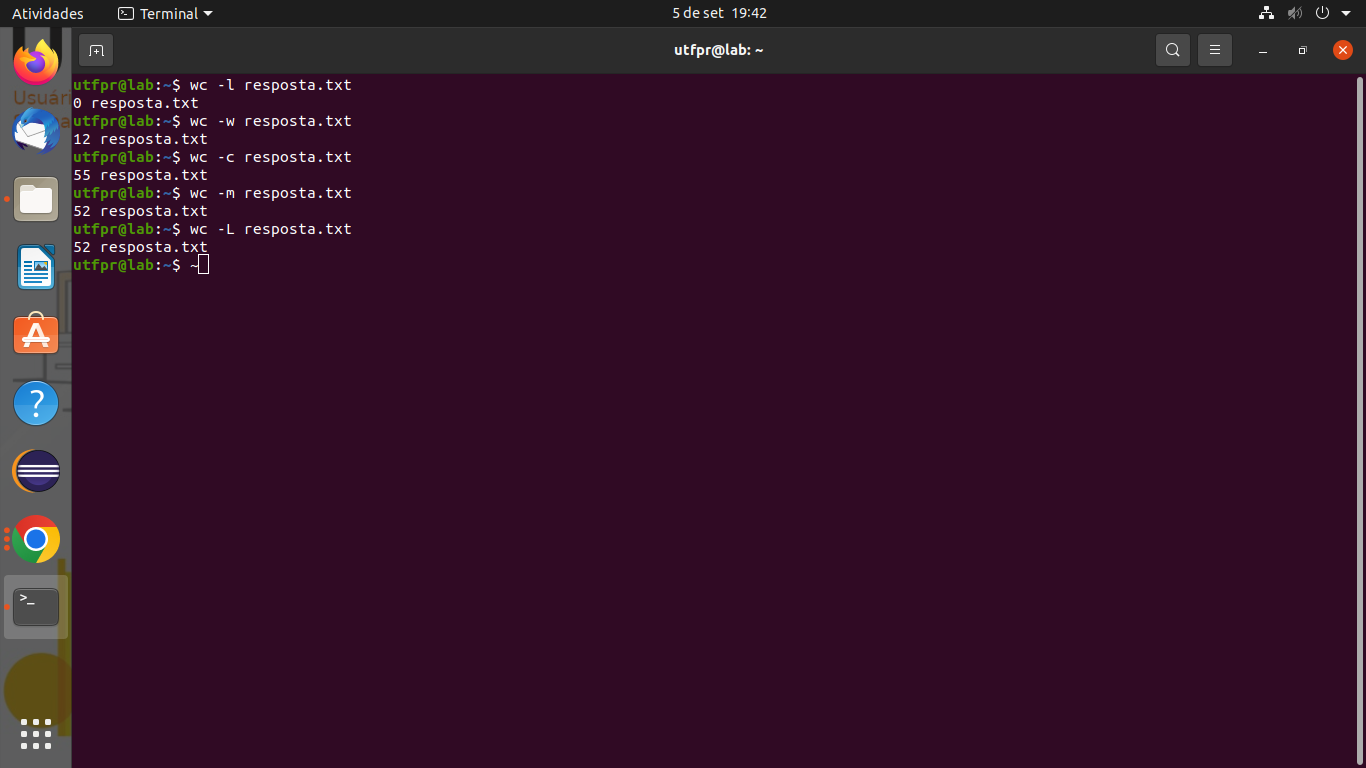 Atividades
Terminal
5 de set 19:42
utfpr@lab: ~
Usuári
utfpr@lab:~$ wc -l resposta.txt
0 resposta.txt
utfpr@lab:~$ wc -w resposta.txt
12 resposta.txt
utfpr@lab:~$ wc -c resposta.txt
55 resposta.txt
utfpr@lab:~$ wc -m resposta.txt
52 resposta.txt
utfpr@lab:~$ wc -L resposta.txt
52 resposta.txt
utfpr@lab:~$ ~